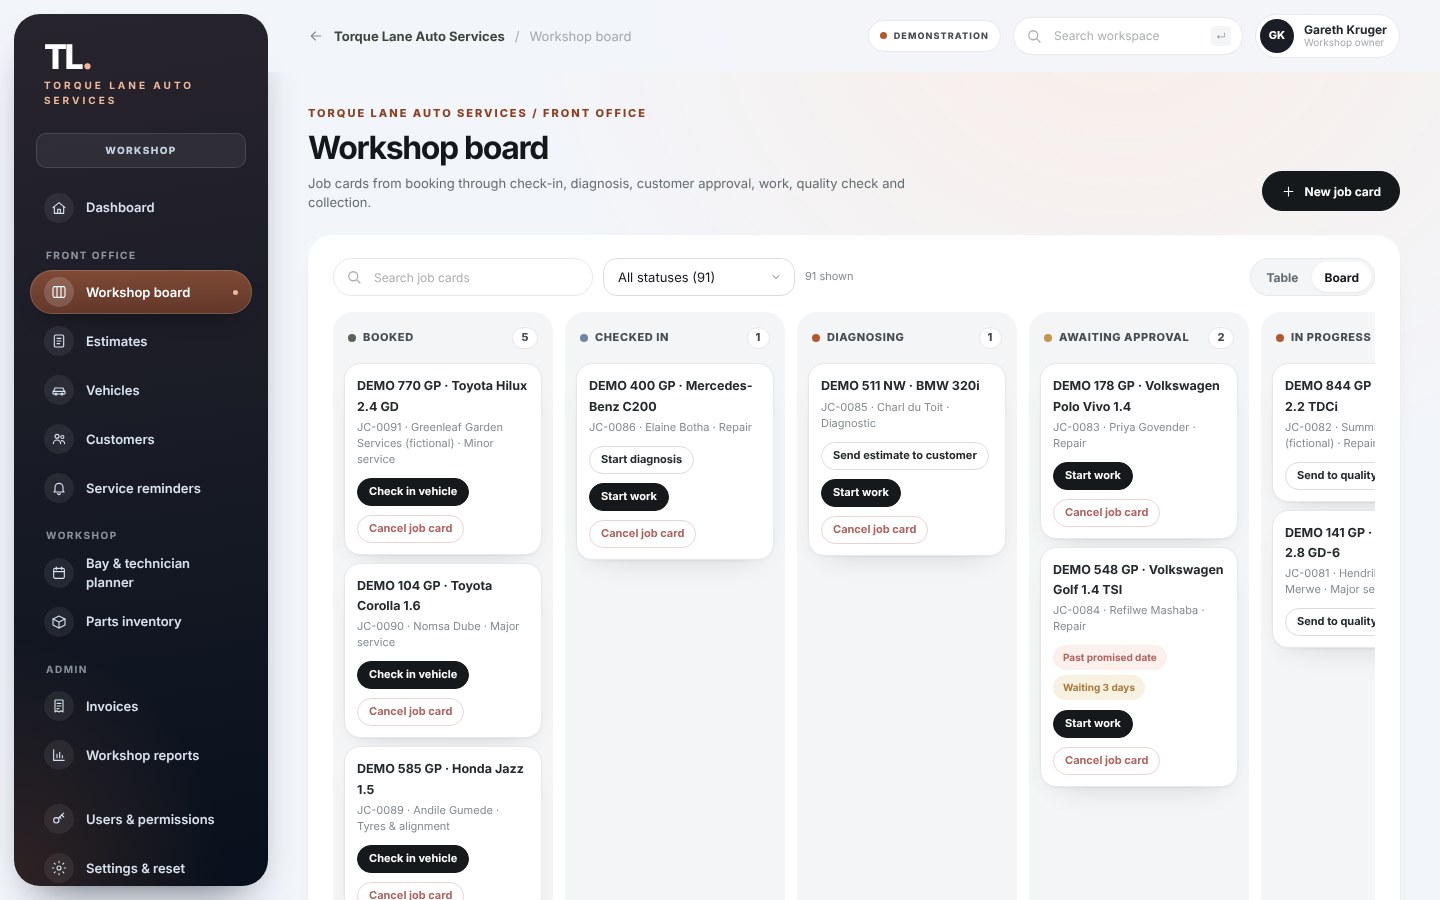 TL.
TORQUE LANE AUTO
SERVICES
WORKSHOP
Dashboard
FRONT OFFICE
Workshop board
Estimates
Vehicles
Customers
Service reminders
WORKSHOP
Bay & technician
planner
Parts inventory
ADMIN
Invoices
Workshop reports
Users & permissions
Settings & reset
Torque Lane Auto Services / Workshop board
DEMONSTRATION
Search workspace
GK
Gareth Kruger
Workshop owner
TORQUE LANE AUTO SERVICES / FRONT OFFICE
Workshop board
Job cards from booking through check-in, diagnosis, customer approval, work, quality check and
collection.
New job card
Search job cards
All statuses (91)
91 shown
Table
Board
BOOKED 5
DEMO 770 GP · Toyota Hilux
2.4 GD
JC-0091 · Greenleaf Garden
Services (fictional) · Minor
service
Check in vehicle
Cancel job card
DEMO 104 GP · Toyota
Corolla 1.6
JC-0090 · Nomsa Dube · Major
service
Check in vehicle
Cancel job card
DEMO 585 GP · Honda Jazz
1.5
JC-0089 · Andile Gumede ·
Tyres & alignment
Check in vehicle
Cancel job card
CHECKED IN 1
DEMO 400 GP · Mercedes-
Benz C200
JC-0086 · Elaine Botha · Repair
Start diagnosis
Start work
Cancel job card
DIAGNOSING 1
DEMO 511 NW · BMW 320i
JC-0085 · Charl du Toit ·
Diagnostic
Send estimate to customer
Start work
Cancel job card
AWAITING APPROVAL 2
DEMO 178 GP · Volkswagen
Polo Vivo 1.4
JC-0083 · Priya Govender ·
Repair
Start work
Cancel job card
DEMO 548 GP · Volkswagen
Golf 1.4 TSI
JC-0084 · Refilwe Mashaba ·
Repair
Past promised date
Waiting 3 days
Start work
Cancel job card
IN PROGRESS
DEMO 844 GP
2.2 TDCi
JC-0082 · Summ
(fictional) · Repair
Send to quality
DEMO 141 GP ·
2.8 GD-6
JC-0081 · Hendri
Merwe · Major se
Send to quality